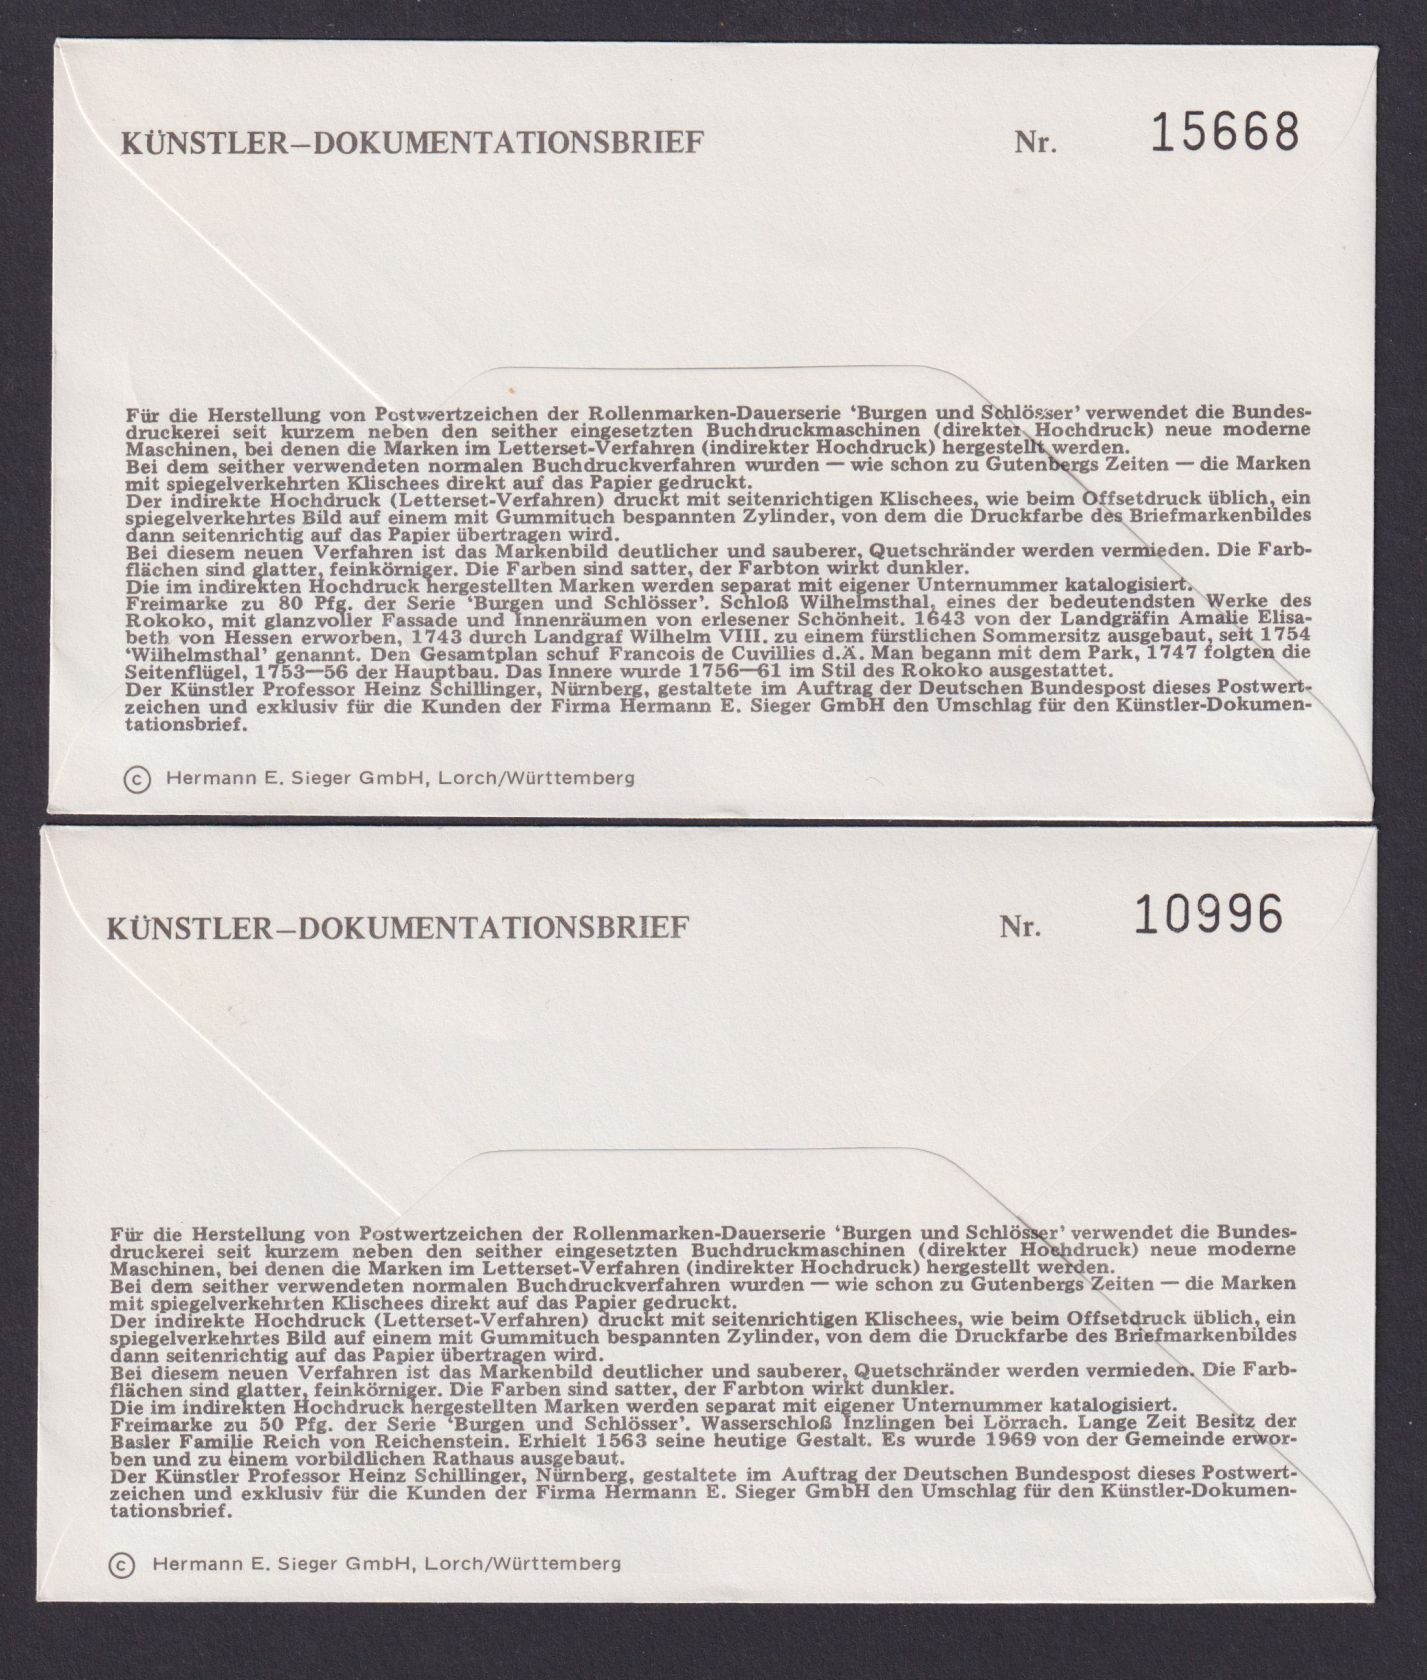 KÜNSTLER–DOKUMENTATIONSBRIEF Nr. 15668
Für die Herstellung von Postwertzeichen der Rollenmarken-Dauerserie ‘Burgen und Schlösser’ verwendet die Bundes-
druckerei seit kurzem neben den seither eingesetzten Buchdruckmaschinen (direkter Hochdruck) neue moderne
Maschinen, bei denen die Marken im Letterset-Verfahren (indirekter Hochdruck) hergestellt werden.
Bei dem seither verwendeten normalen Buchdruckverfahren wurden — wie schon zu Gutenbergs Zeiten — die Marken
mit spiegelverkehrten Klischees direkt auf das Papier gedruckt.
Der indirekte Hochdruck (Letterset-Verfahren) druckt mit seitenrichtigen Klischees, wie beim Offsetdruck üblich, ein
spiegelverkehrtes Bild auf einem mit Gummituch bespannten Zylinder, von dem die Druckfarbe des Briefmarkenbildes
dann seitenrichtig auf das Papier übertragen wird.
Bei diesem neuen Verfahren ist das Markenbild deutlicher und sauberer, Quetschränder werden vermieden. Die Farb-
flächen sind glatter, feinkörniger. Die Farben sind satter, der Farbton wirkt dunkler.
Die im indirekten Hochdruck hergestellten Marken werden separat mit eigener Unternummer katalogisiert.
Freimarke zu 80 Pfg. der Serie ‘Burgen und Schlösser’. Schloß Wilhelmsthal, eines der bedeutendsten Werke des
Rokoko, mit glanzvoller Fassade und Innenräumen von erlesener Schönheit. 1643 von der Landgräfin Amalie Elisa-
beth von Hessen erworben, 1743 durch Landgraf Wilhelm VIII. zu einem fürstlichen Sommersitz ausgebaut, seit 1754
‘Wiihelmsthal’ genannt. Den Gesamtplan schuf Francois de Cuvillies d.Ä. Man begann mit dem Park, 1747 folgten die
Seitenflügel, 1753—56 der Hauptbau. Das Innere wurde 1756—61 im Stil des Rokoko ausgestattet.
Der Künstler Professor Heinz Schillinger, Nürnberg, gestaltete im Auftrag der Deutschen Bundespost dieses Postwert-
zeichen und exklusiv für die Kunden der Firma Hermann E. Sieger GmbH den Umschlag für den Künstler-Dokumen-
tationsbrief.
© Hermann E. Sieger GmbH, Lorch/Württemberg
KÜNSTLER–DOKUMENTATIONSBRIEF Nr. 10996
Für die Herstellung von Postwertzeichen der Rollenmarken-Dauerserie ‘Burgen und Schlösser’ verwendet die Bundes-
druckerei seit kurzem neben den seither eingesetzten Buchdruckmaschinen (direkter Hochdruck) neue moderne
Maschinen, bei denen die Marken im Letterset-Verfahren (indirekter Hochdruck) hergestellt werden.
Bei dem seither verwendeten normalen Buchdruckverfahren wurden — wie schon zu Gutenbergs Zeiten — die Marken
mit spiegelverkehrten Klischees direkt auf das Papier gedruckt.
Der indirekte Hochdruck (Letterset-Verfahren) druckt mit seitenrichtigen Klischees, wie beim Offsetdruck üblich, ein
spiegelverkehrtes Bild auf einem mit Gummituch bespannten Zylinder, von dem die Druckfarbe des Briefmarkenbildes
dann seitenrichtig auf das Papier übertragen wird.
Bei diesem neuen Verfahren ist das Markenbild deutlicher und sauberer, Quetschränder werden vermieden. Die Farb-
flächen sind glatter, feinkörniger. Die Farben sind satter, der Farbton wirkt dunkler.
Die im indirekten Hochdruck hergestellten Marken werden separat mit eigener Unternummer katalogisiert.
Freimarke zu 50 Pfg. der Serie ‘Burgen und Schlösser’. Wasserschloß Inzlingen bei Lörrach. Lange Zeit Besitz der
Basler Familie Reich von Reichenstein. Erhielt 1563 seine heutige Gestalt. Es wurde 1969 von der Gemeinde erwor-
ben und zu einem vorbildlichen Rathaus ausgebaut.
Der Künstler Professor Heinz Schillinger, Nürnberg, gestaltete im Auftrag der Deutschen Bundespost dieses Postwert-
zeichen und exklusiv für die Kunden der Firma Hermann E. Sieger GmbH den Umschlag für den Künstler-Dokumen-
tationsbrief.
© Hermann E. Sieger GmbH, Lorch/Württemberg